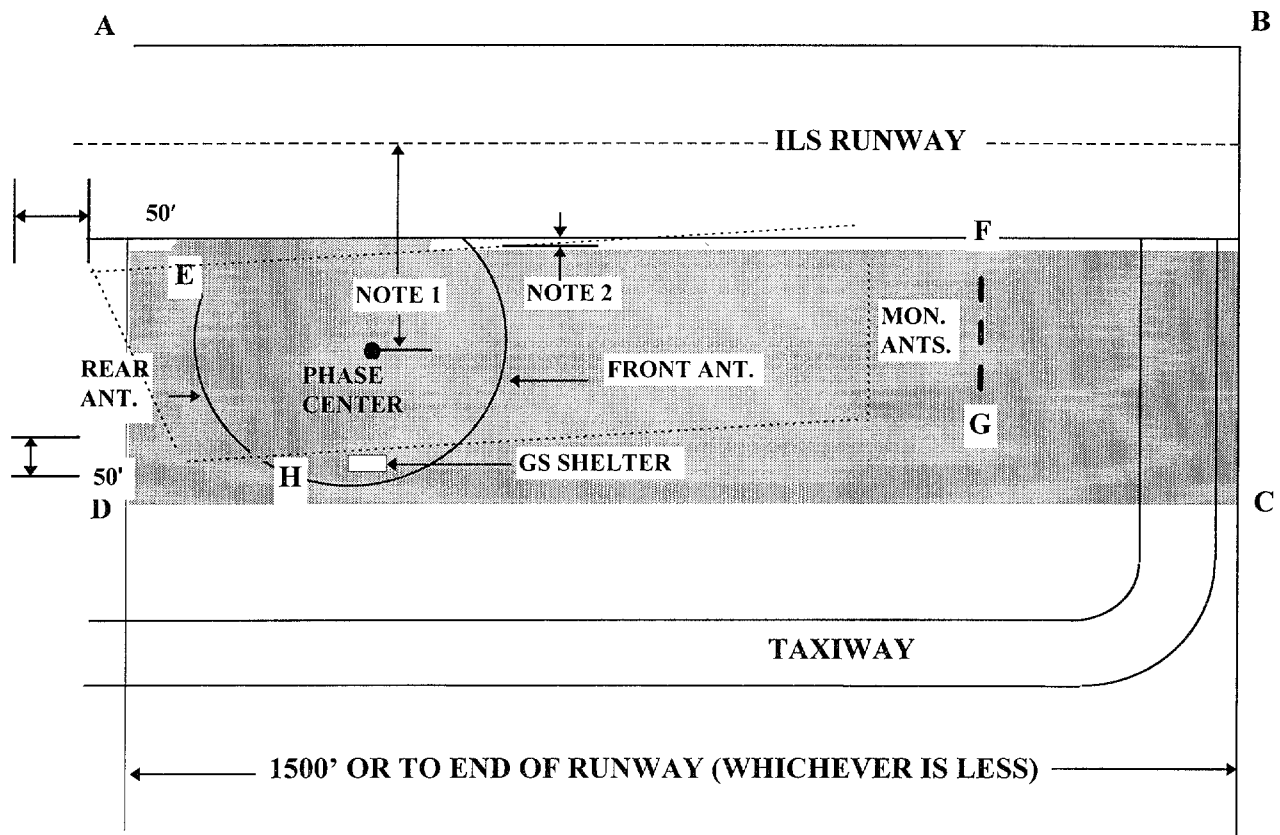 A
B
ILS RUNWAY
50'
F
E
NOTE 1
NOTE 2
MON.
ANTS.
REAR
ANT.
PHASE
CENTER
FRONT ANT.
G
GS SHELTER
H
50'
D
C
TAXIWAY
1500' OR TO END OF RUNWAY (WHICHEVER IS LESS)